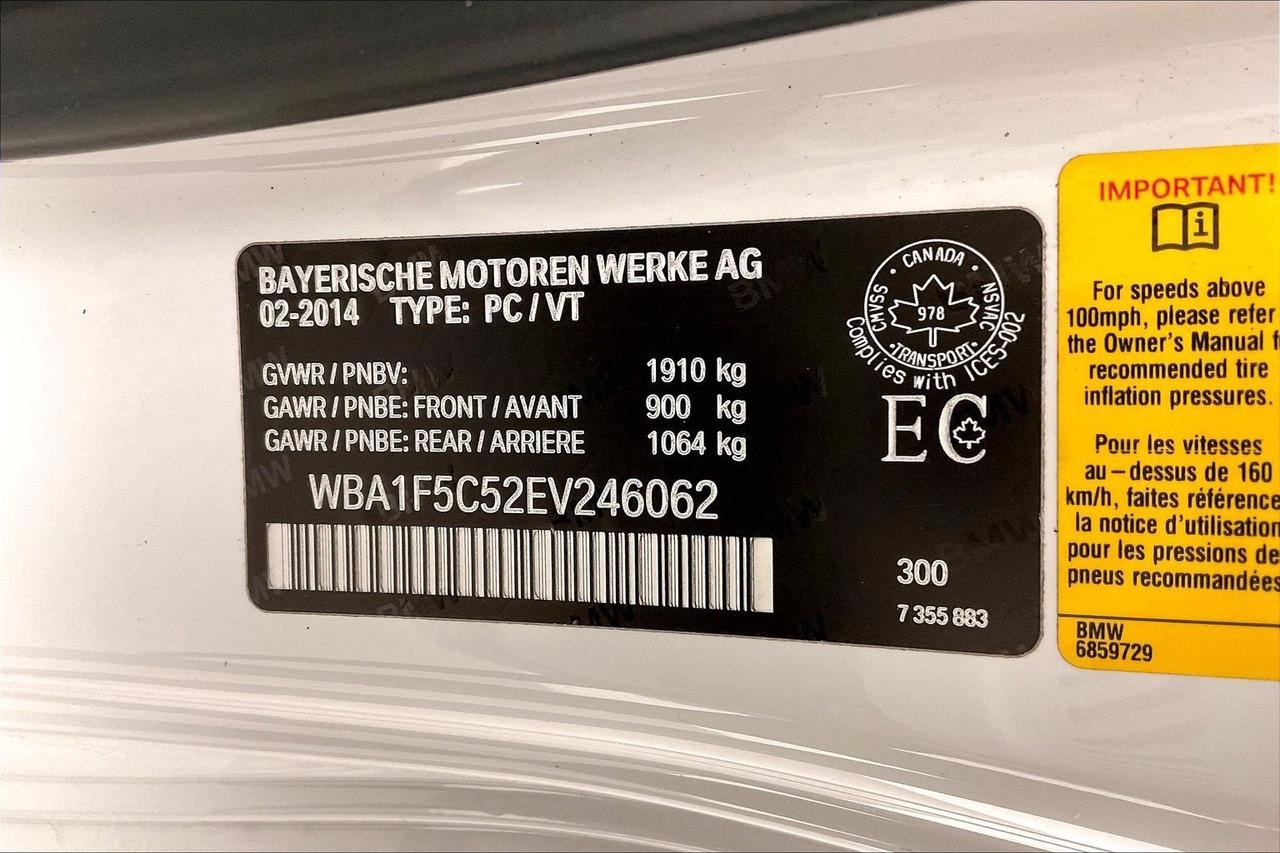 BAYERISCHE MOTOREN WERKE AG
02-2014 TYPE: PC / VT
GVWR / PNBV: 1910 kg
GAWR / PNBE: FRONT / AVANT 900 kg
GAWR / PNBE: REAR / ARRIERE 1064 kg
WBA1F5C52EV246062
· CANADA ·
CMVSS
NSVAC
978
·TRANSPORT·
Complies with ICES-002
EC
300
7 355 883
IMPORTANT!
i
For speeds above
100mph, please refer
the Owner's Manual f
recommended tire
inflation pressures.
Pour les vitesses
au–dessus de 160
km/h, faites référence
la notice d'utilisation
pour les pressions de
pneus recommandées
BMW
6859729